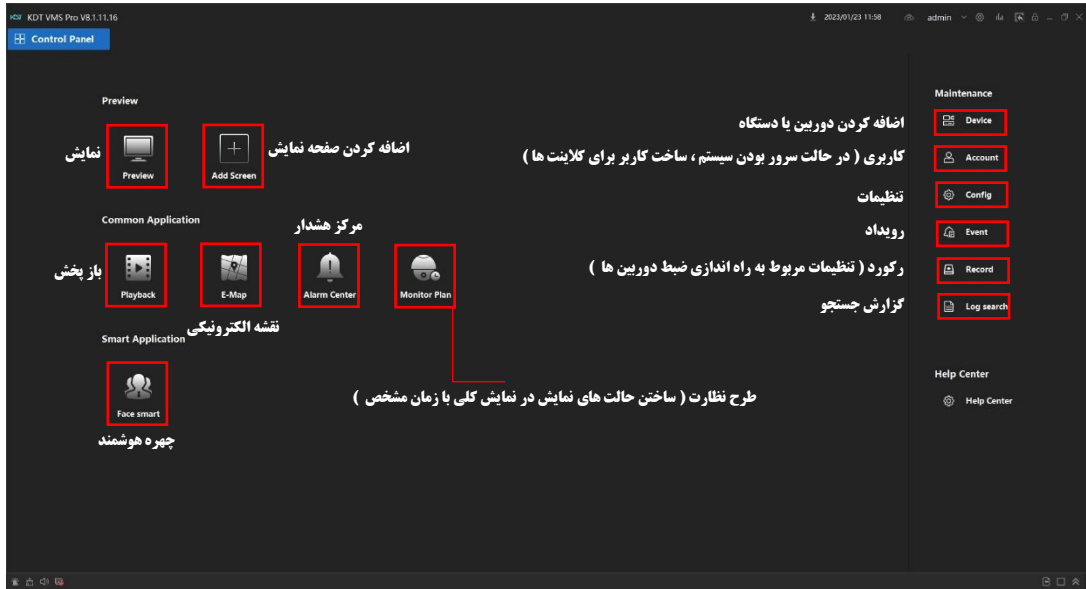 KDT VMS Pro V8.1.11.16
2023/01/23 11:58
admin
Control Panel
Preview
Maintenance
نمایش
Preview
Add Screen
اضافه کردن صفحه نمایش
اضافه کردن دوربین یا دستگاه
Device
کاربری ( در حالت سرور بودن سیستم ، ساخت کاربر برای کلاینت ها )
Account
تنظیمات
Config
Common Application
مرکز هشدار
رویداد
Event
باز پخش
Playback
E-Map
Alarm Center
Monitor Plan
رکورد ( تنظیمات مربوط به راه اندازی ضبط دوربین ها )
Record
گزارش جستجو
Log search
نقشه الکترونیکی
Smart Application
Face smart
چهره هوشمند
طرح نظارت ( ساختن حالت های نمایش در نمایش کلی با زمان مشخص )
Help Center
Help Center